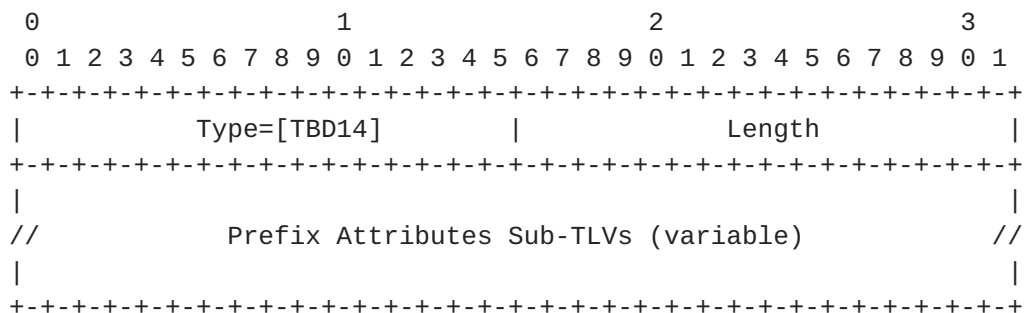 0                   1                   2                   3
 0 1 2 3 4 5 6 7 8 9 0 1 2 3 4 5 6 7 8 9 0 1 2 3 4 5 6 7 8 9 0 1
+-+-+-+-+-+-+-+-+-+-+-+-+-+-+-+-+-+-+-+-+-+-+-+-+-+-+-+-+-+-+-+-+
|           Type=[TBD14]        |             Length            |
+-+-+-+-+-+-+-+-+-+-+-+-+-+-+-+-+-+-+-+-+-+-+-+-+-+-+-+-+-+-+-+-+
|                                                               |
//            Prefix Attributes Sub-TLVs (variable)            //
|                                                               |
+-+-+-+-+-+-+-+-+-+-+-+-+-+-+-+-+-+-+-+-+-+-+-+-+-+-+-+-+-+-+-+-+